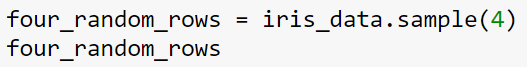 four_random_rows = iris_data.sample(4)
four_random_rows